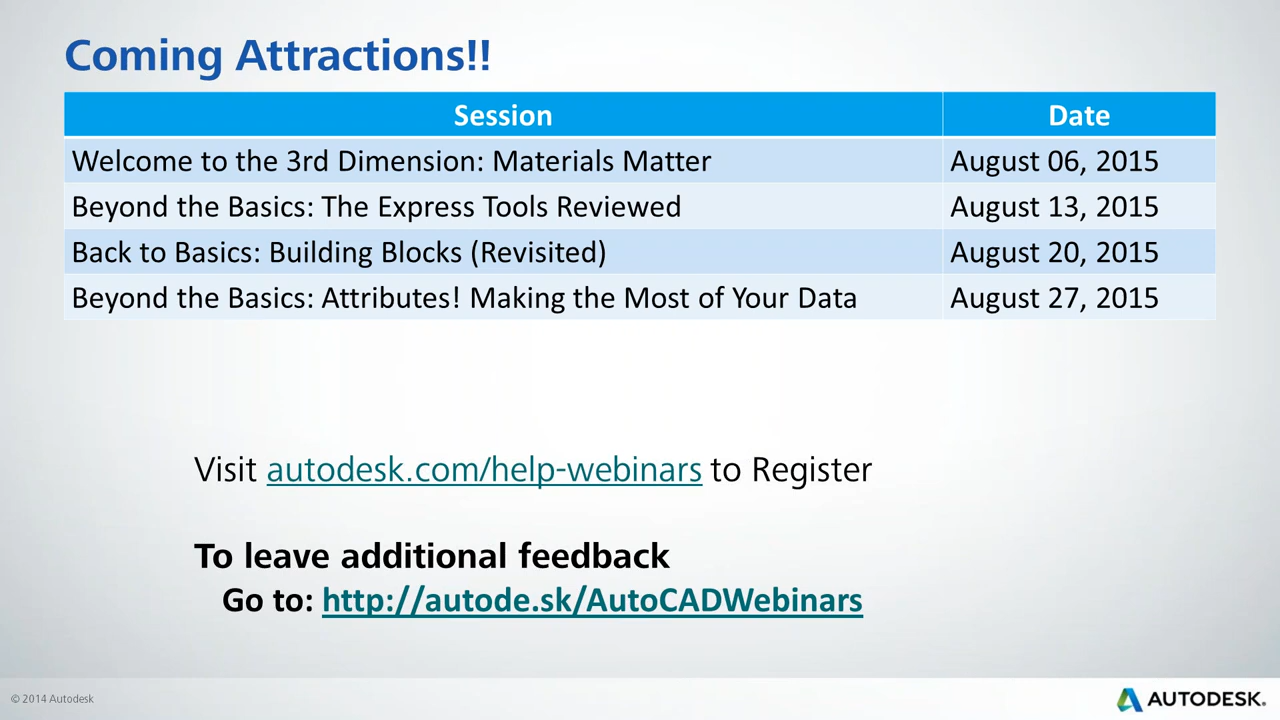 Coming Attractions!!
Session Date
Welcome to the 3rd Dimension: Materials Matter August 06, 2015
Beyond the Basics: The Express Tools Reviewed August 13, 2015
Back to Basics: Building Blocks (Revisited) August 20, 2015
Beyond the Basics: Attributes! Making the Most of Your Data August 27, 2015
Visit autodesk.com/help-webinars to Register
To leave additional feedback
Go to: http://autode.sk/AutoCADWebinars
© 2014 Autodesk
AUTODESK.